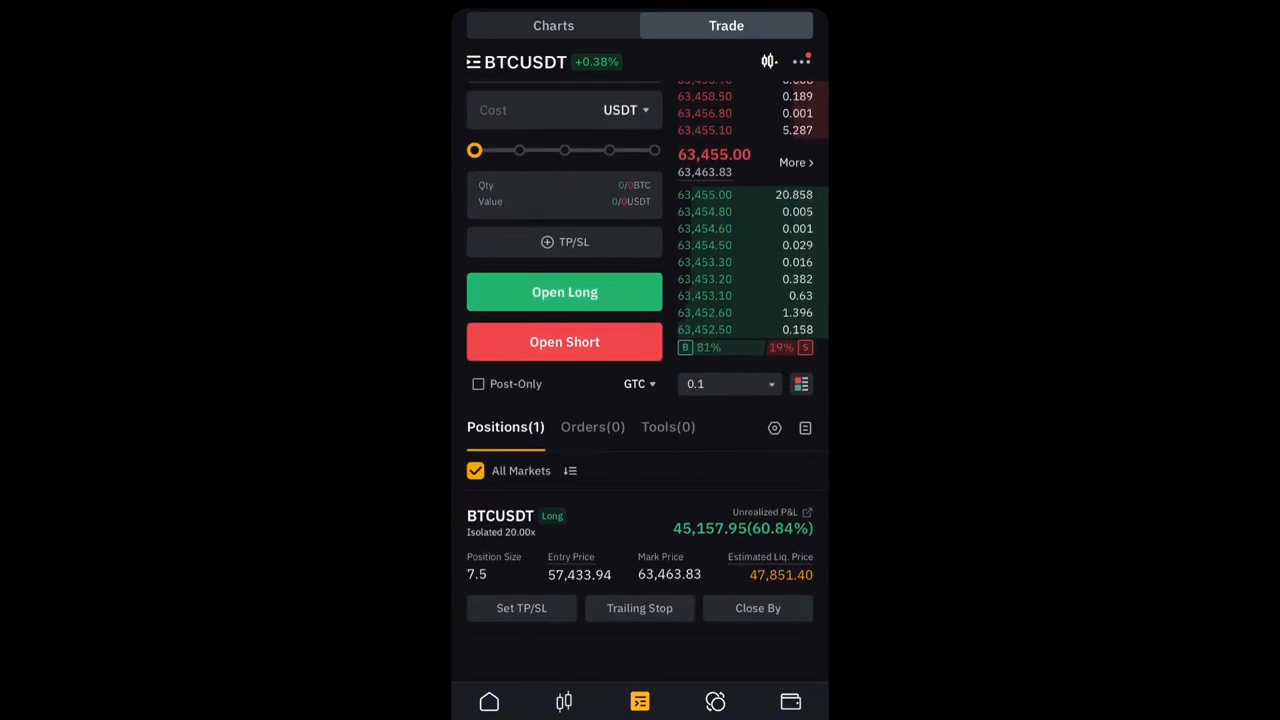 Charts Trade
BTCUSDT +0.38%
Cost USDT
63,458.50 0.189
63,456.80 0.001
63,455.10 5.287
63,455.00
63,463.83
More >
Qty 0/0BTC
Value 0/0USDT
TP/SL
Open Long
Open Short
63,455.00 20.858
63,454.80 0.005
63,454.60 0.001
63,454.50 0.029
63,453.30 0.016
63,453.20 0.382
63,453.10 0.63
63,452.60 1.396
63,452.50 0.158
B 81% 19% S
Post-Only GTC
0.1
Positions(1) Orders(0) Tools(0)
All Markets
BTCUSDT Long
Isolated 20.00x
Unrealized P&L
45,157.95(60.84%)
Position Size Entry Price Mark Price Estimated Liq. Price
7.5 57,433.94 63,463.83 47,851.40
Set TP/SL Trailing Stop Close By